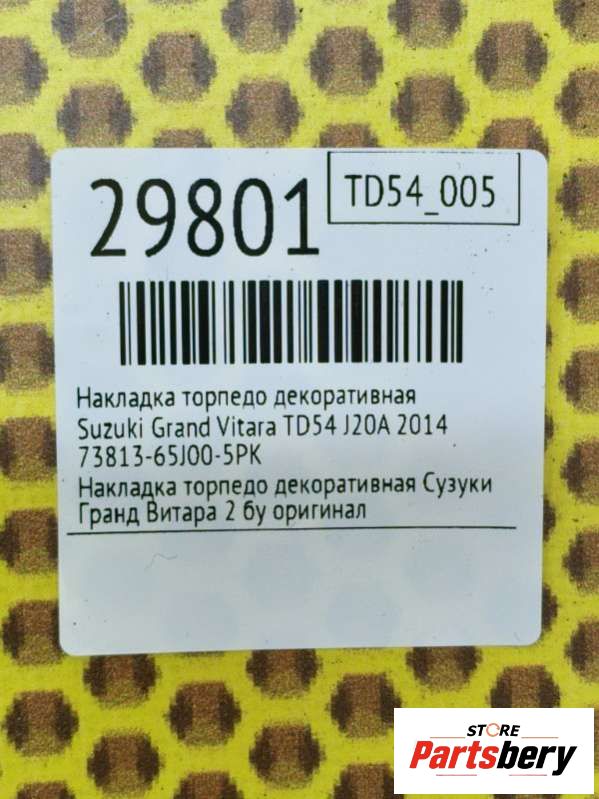 29801
TD54_005
Накладка торпедо декоративная
Suzuki Grand Vitara TD54 J20A 2014
73813-65J00-5PK
Накладка торпедо декоративная Сузуки
Гранд Витара 2 бу оригинал
STORE
Partsbery